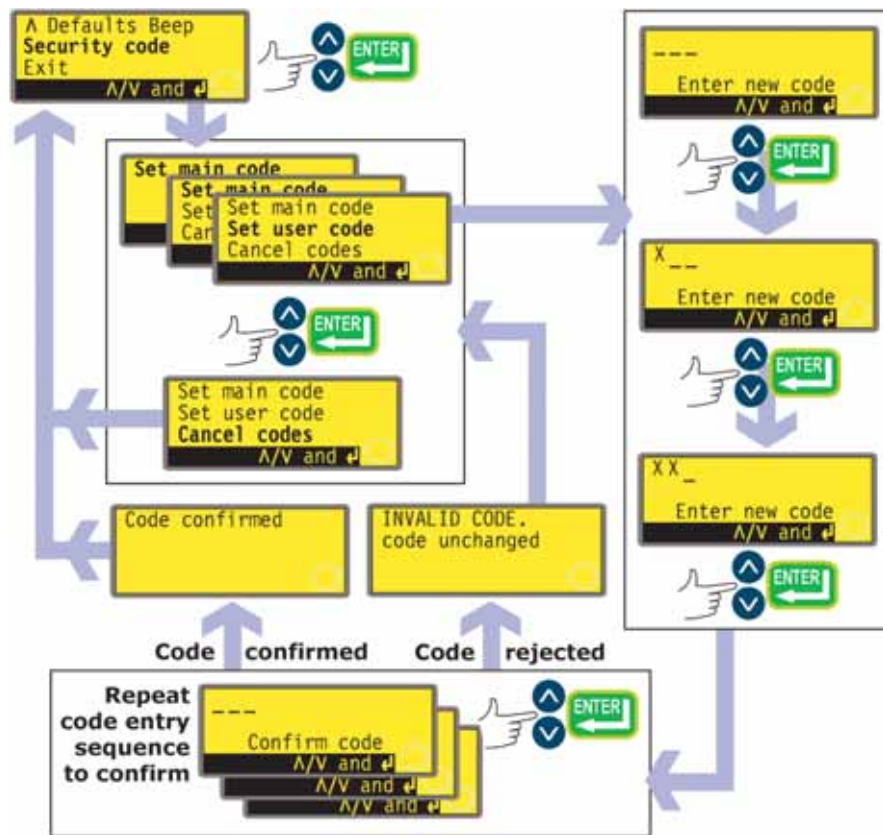 Λ Defaults Beep
Security code
Exit
Λ/V and ↲
ENTER
Set main code
Set main code
Set
Can
Set main code
Set user code
Cancel codes
Λ/V and ↲
ENTER
Set main code
Set user code
Cancel codes
Λ/V and ↲
_ _ _
Enter new code
Λ/V and ↲
ENTER
X _ _
Enter new code
Λ/V and ↲
ENTER
X X _
Enter new code
Λ/V and ↲
ENTER
Code confirmed
INVALID CODE.
code unchanged
Code confirmed
Code rejected
Repeat
code entry
sequence
to confirm
_ _ _
Confirm code
Λ/V and ↲
Λ/V and ↲
Λ/V and ↲
ENTER